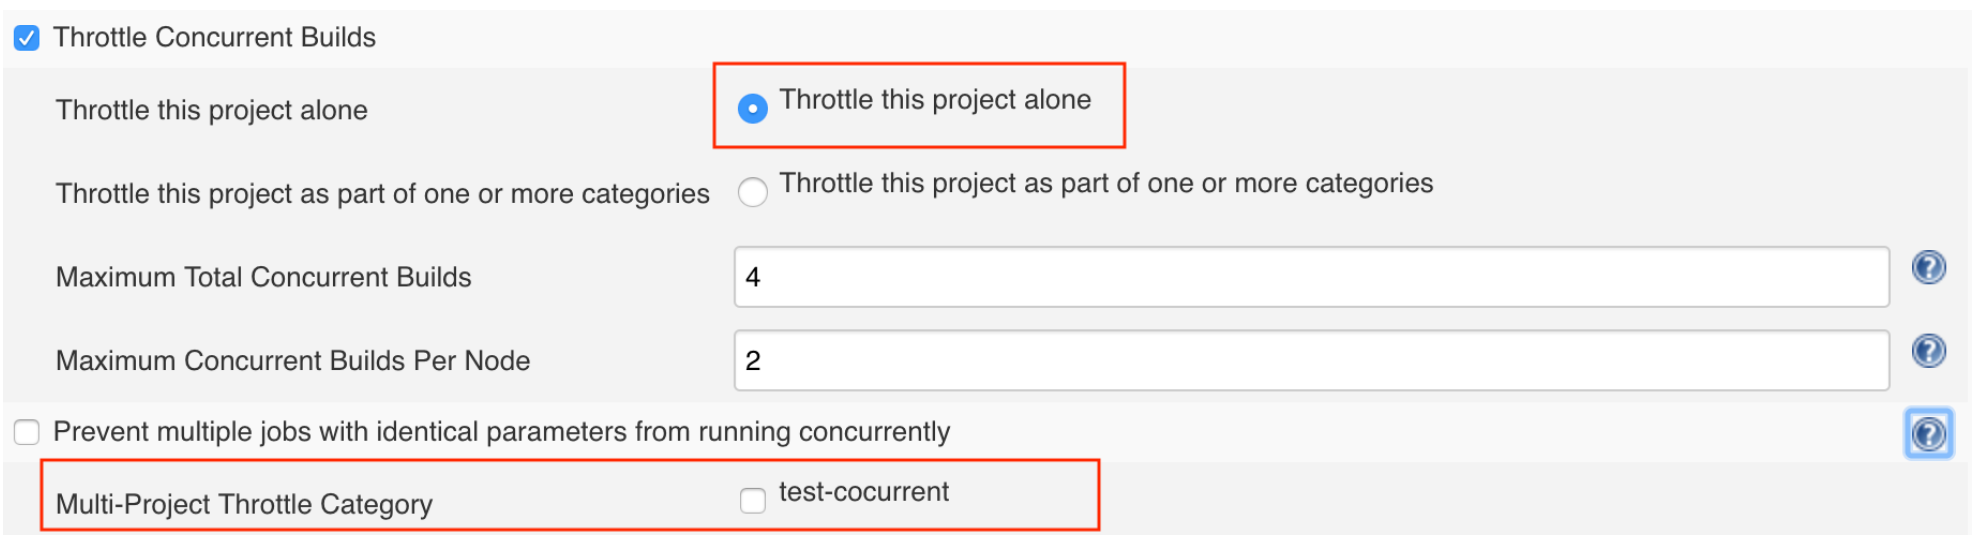 Throttle Concurrent Builds
Throttle this project alone Throttle this project alone
Throttle this project as part of one or more categories Throttle this project as part of one or more categories
Maximum Total Concurrent Builds 4 ?
Maximum Concurrent Builds Per Node 2 ?
Prevent multiple jobs with identical parameters from running concurrently ?
Multi-Project Throttle Category test-cocurrent